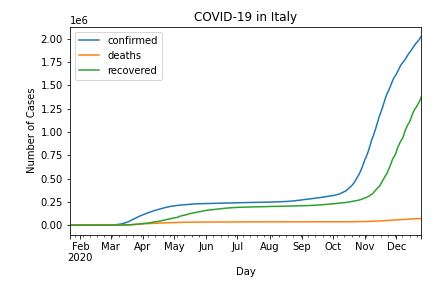 COVID-19 in Italy
1e6
confirmed
deaths
recovered
Number of Cases
2.00
1.75
1.50
1.25
1.00
0.75
0.50
0.25
0.00
Feb Mar Apr May Jun Jul Aug Sep Oct Nov Dec
2020
Day